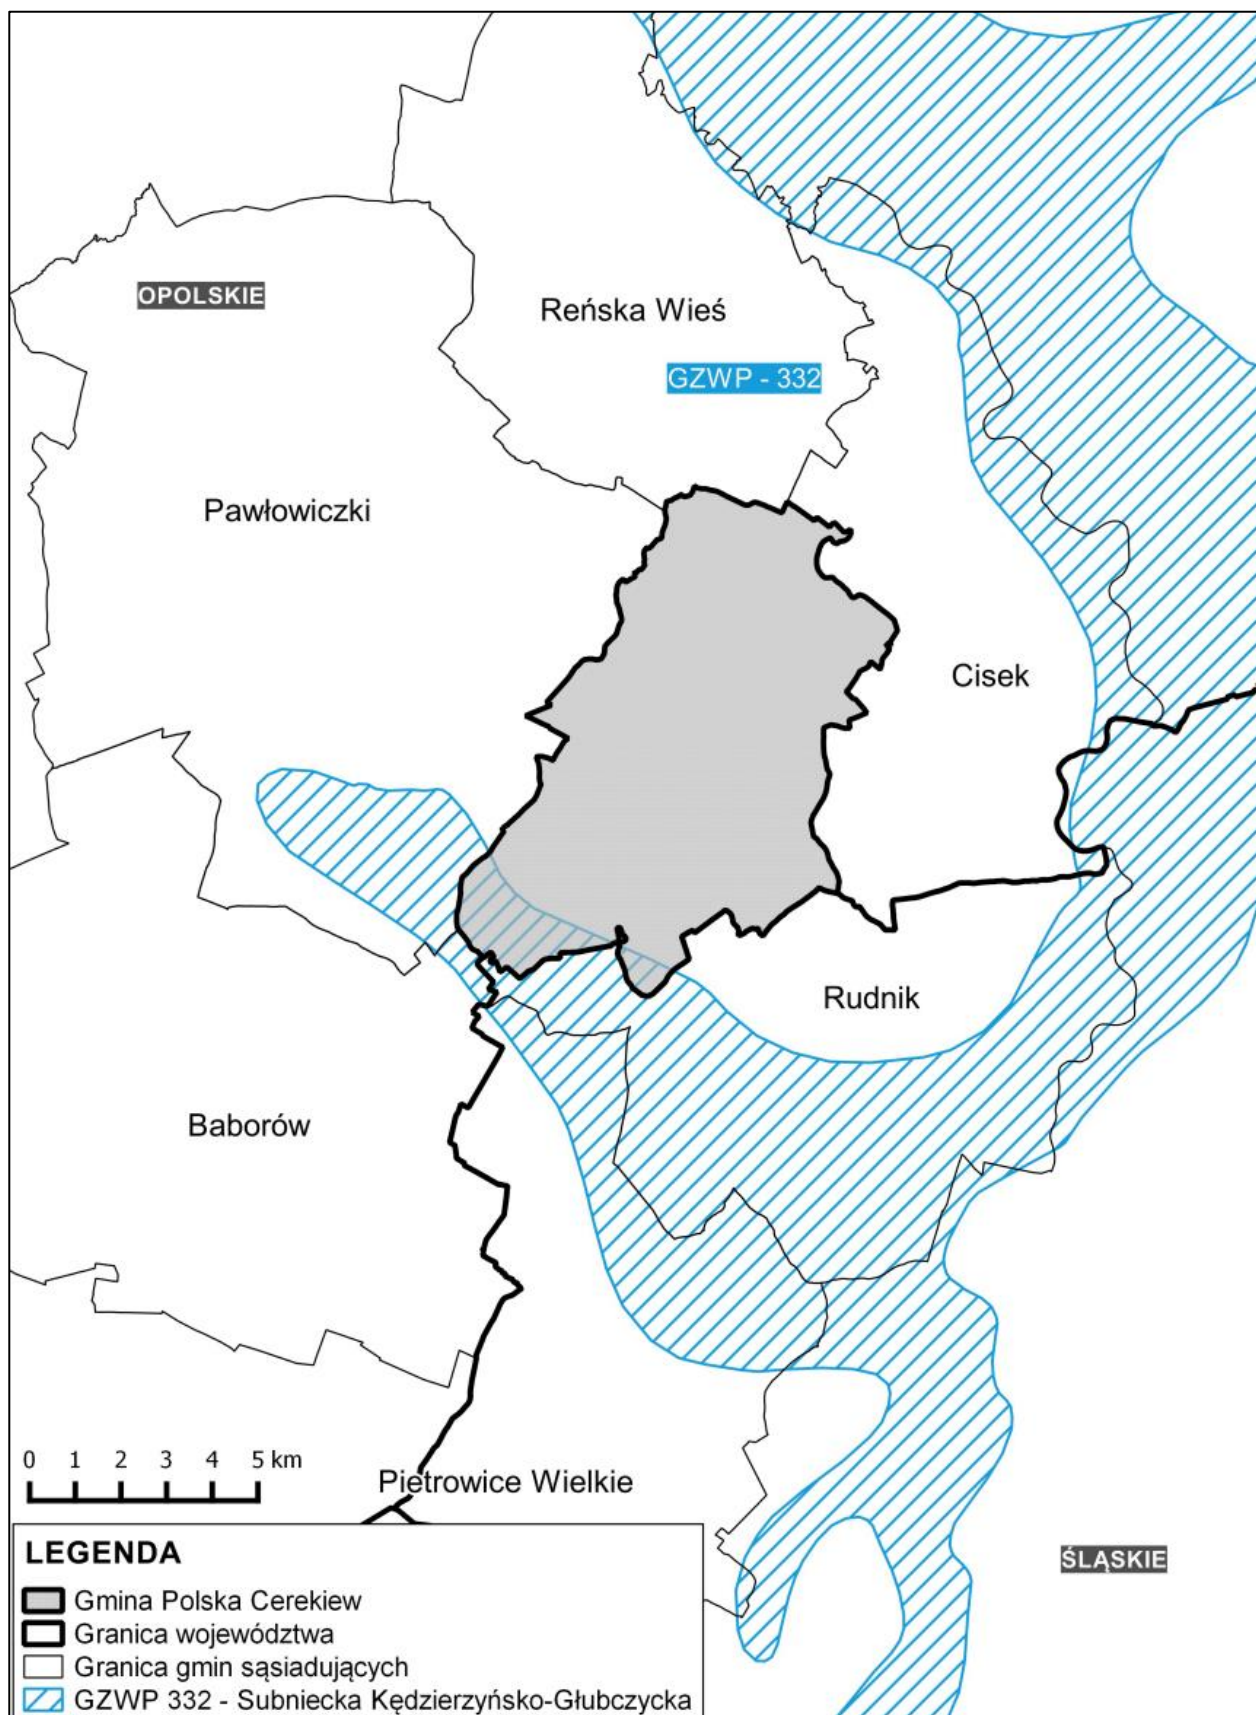 OPOLSKIE
Reńska Wieś
GZWP - 332
Pawłowiczki
Cisek
Rudnik
Baborów
0 1 2 3 4 5 km
Pietrowice Wielkie
ŚLĄSKIE
LEGENDA
Gmina Polska Cerekiew
Granica województwa
Granica gmin sąsiadujących
GZWP 332 - Subniecka Kędzierzyńsko-Głubczycka